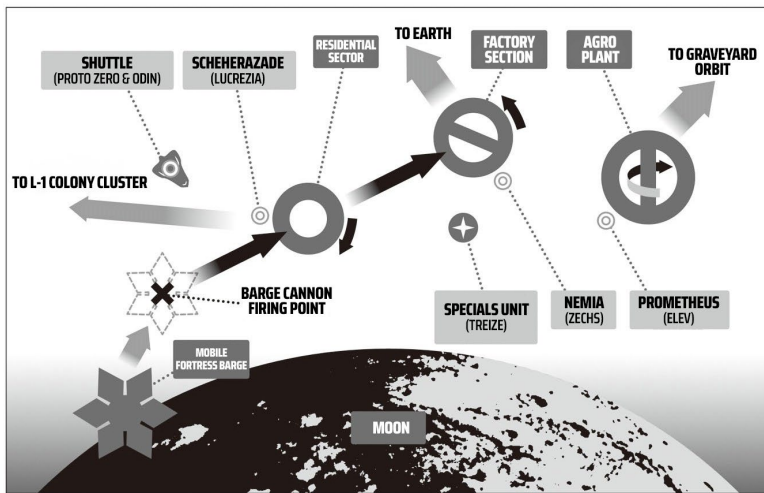 TO EARTH
RESIDENTIAL
SECTOR
FACTORY
SECTION
AGRO
PLANT
TO GRAVEYARD
ORBIT
SHUTTLE
(PROTO ZERO & ODIN)
SCHEHERAZADE
(LUCREZIA)
TO L-1 COLONY CLUSTER
BARGE CANNON
FIRING POINT
SPECIALS UNIT
(TREIZE)
NEMIA
(ZECHS)
PROMETHEUS
(ELEV)
MOBILE
FORTRESS BARGE
MOON